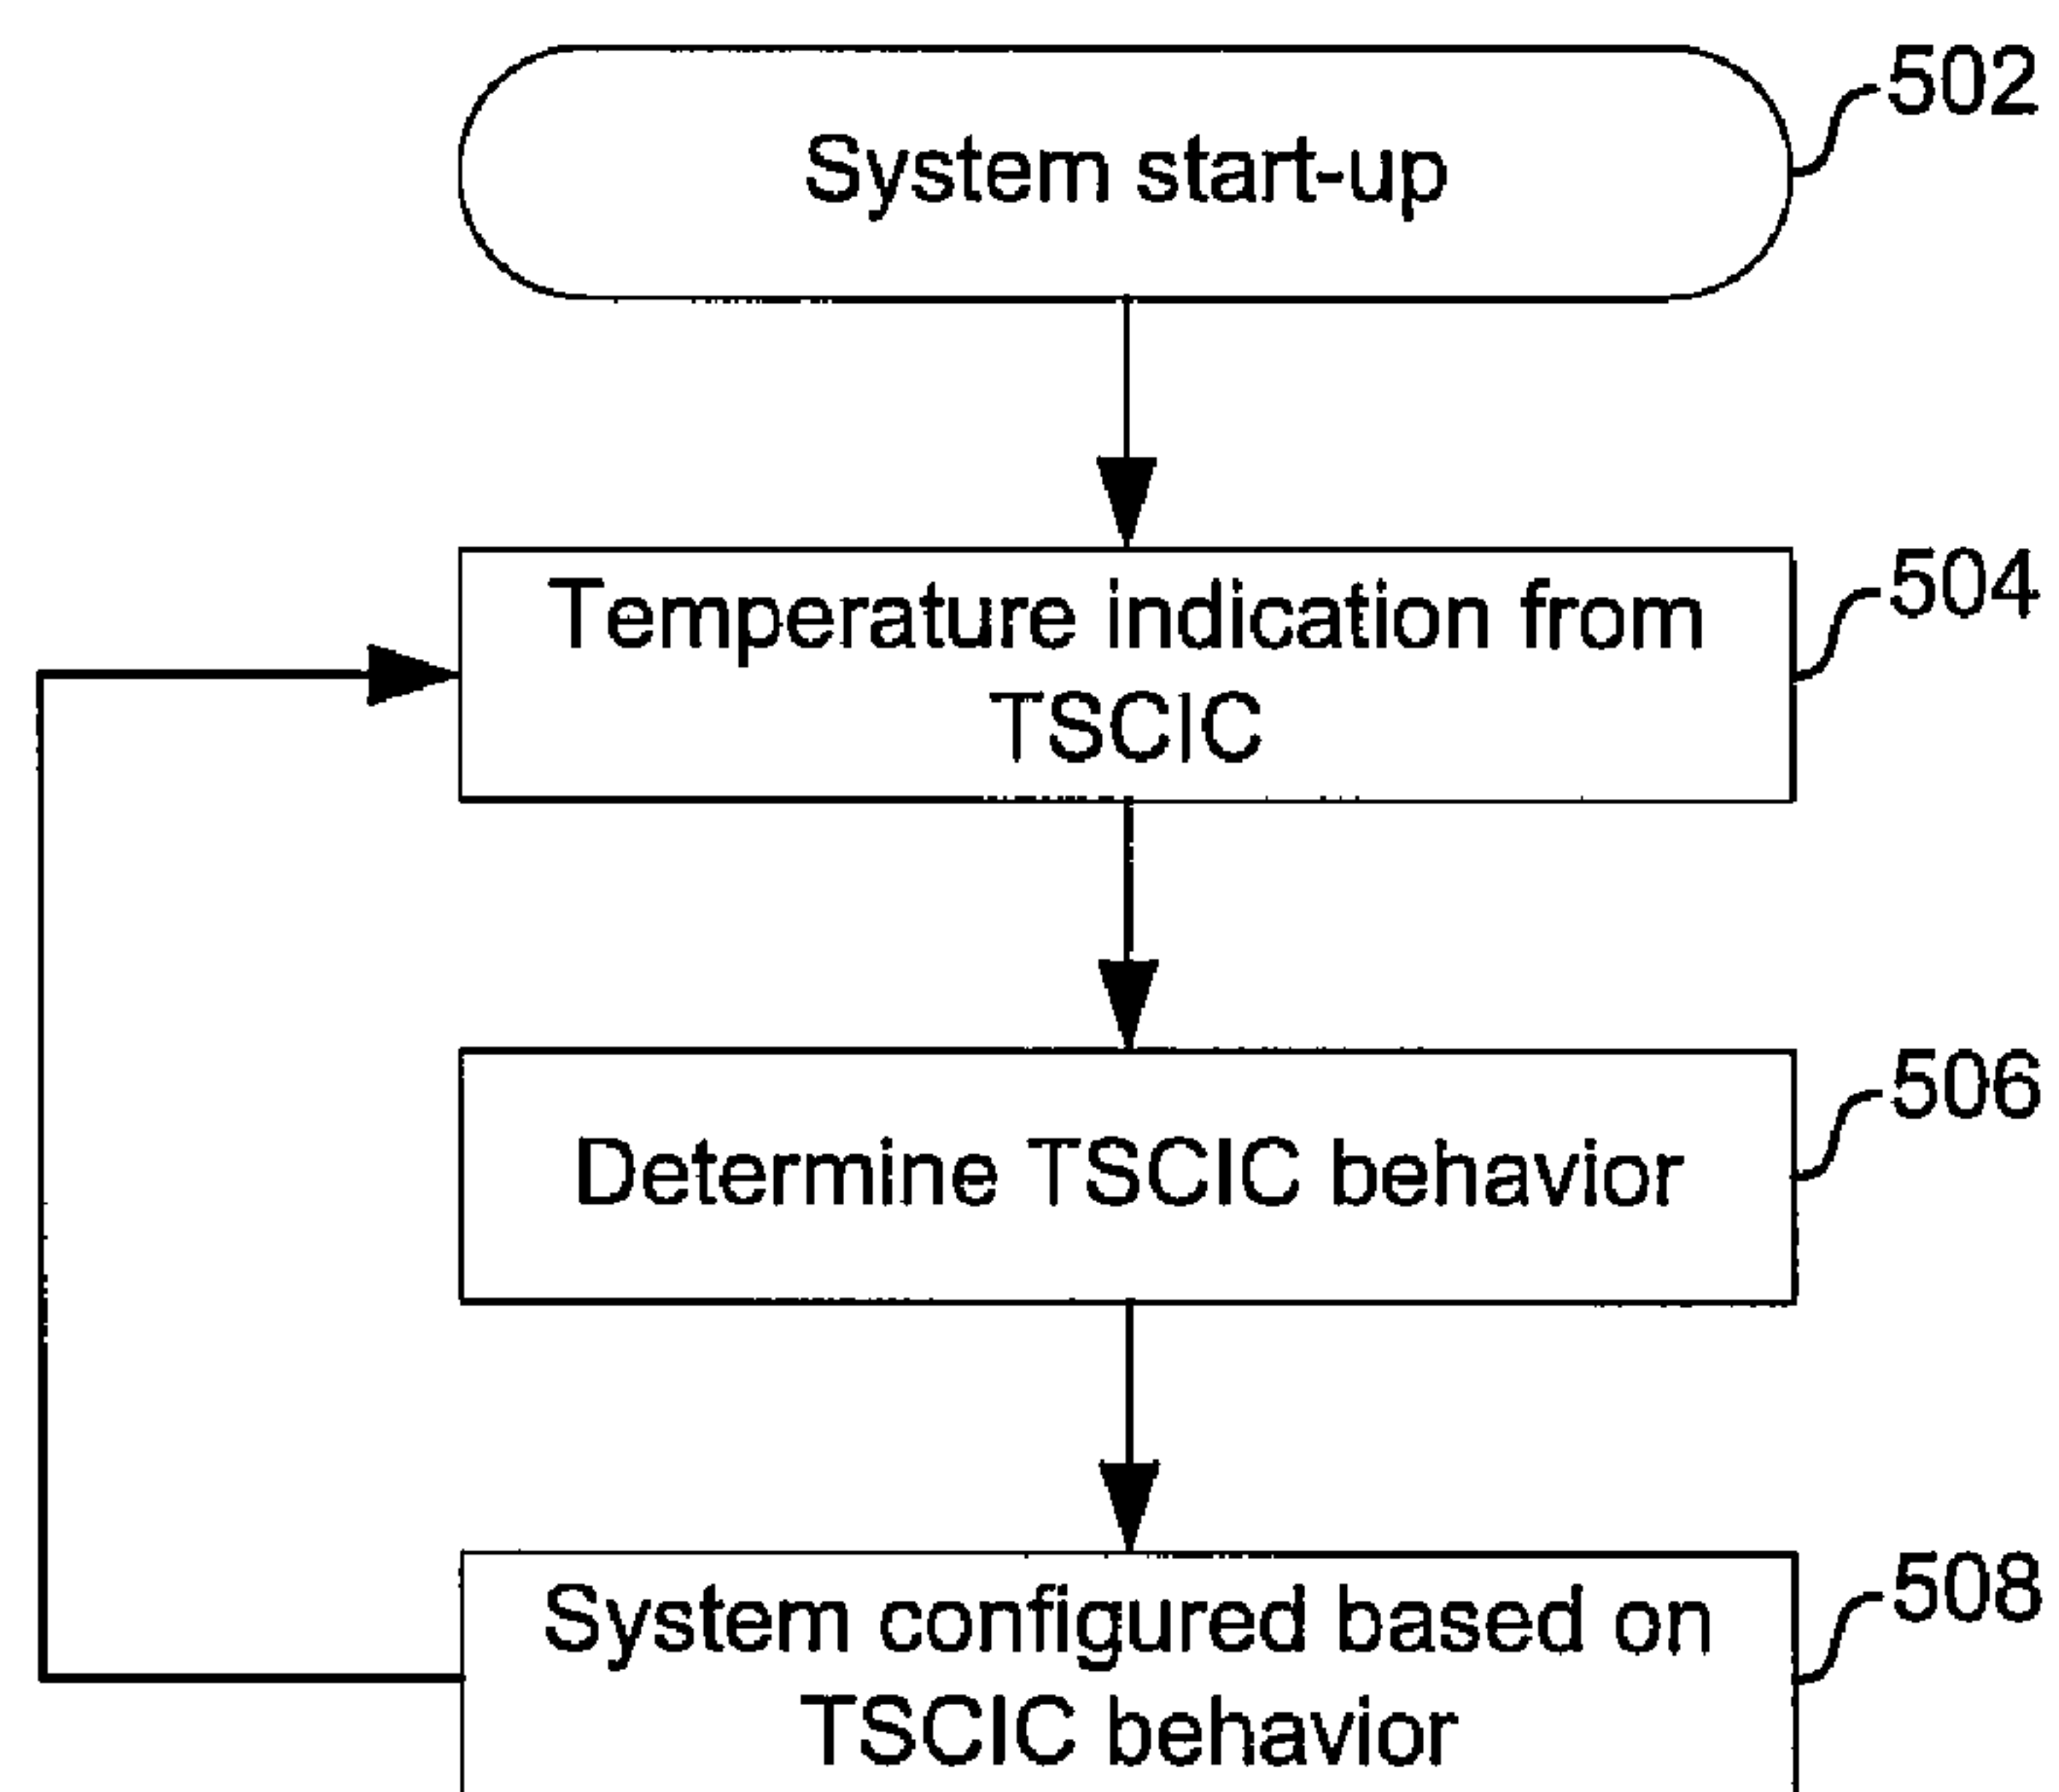 System start-up
502
Temperature indication from
TSCIC
504
Determine TSCIC behavior
506
System configured based on
TSCIC behavior
508